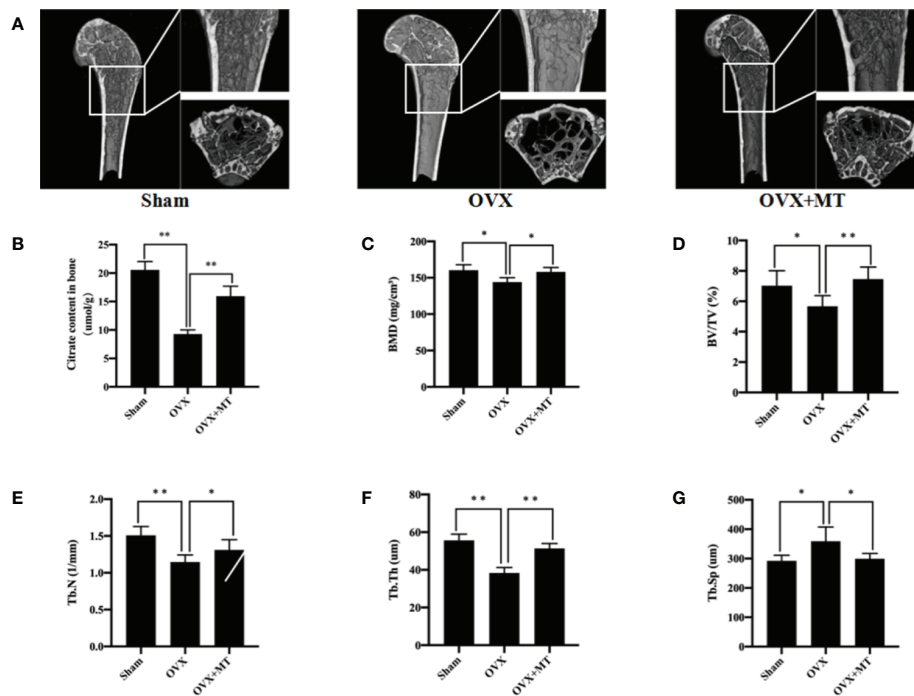 A
Sham
OVX
OVX+MT
B
Citrate content in bone
(umol/g)
25
20
15
10
5
0
**
**
Sham
OVX
OVX+MT
C
BMD (mg/cm³)
200
150
100
50
0
*
*
Sham
OVX
OVX+MT
D
BV/TV (%)
10
8
6
4
2
0
*
**
Sham
OVX
OVX+MT
E
Tb.N (1/mm)
2.0
1.5
1.0
0.5
0.0
**
*
Sham
OVX
OVX+MT
F
Tb.Th (um)
80
60
40
20
0
**
**
Sham
OVX
OVX+MT
G
Tb.Sp (um)
500
400
300
200
100
0
*
*
Sham
OVX
OVX+MT